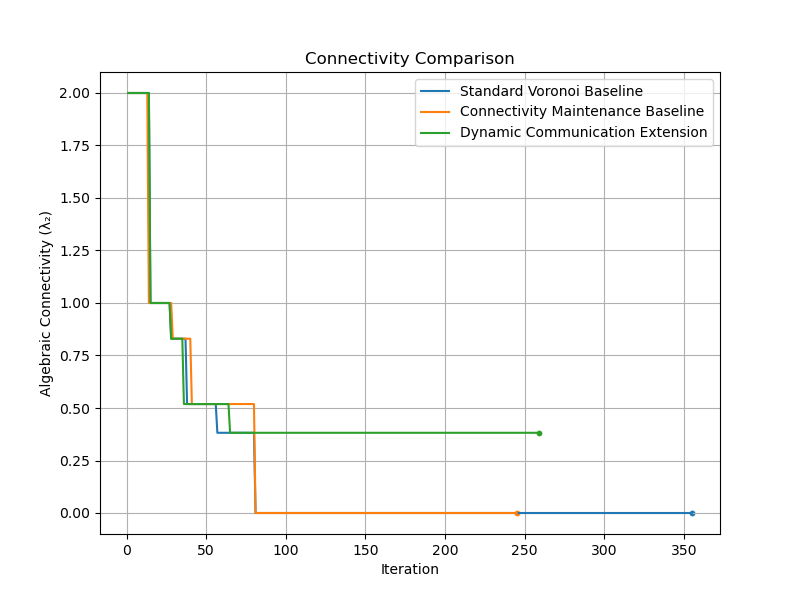 Connectivity Comparison
Standard Voronoi Baseline
Connectivity Maintenance Baseline
Dynamic Communication Extension
Algebraic Connectivity (λ₂)
2.00
1.75
1.50
1.25
1.00
0.75
0.50
0.25
0.00
0 50 100 150 200 250 300 350
Iteration